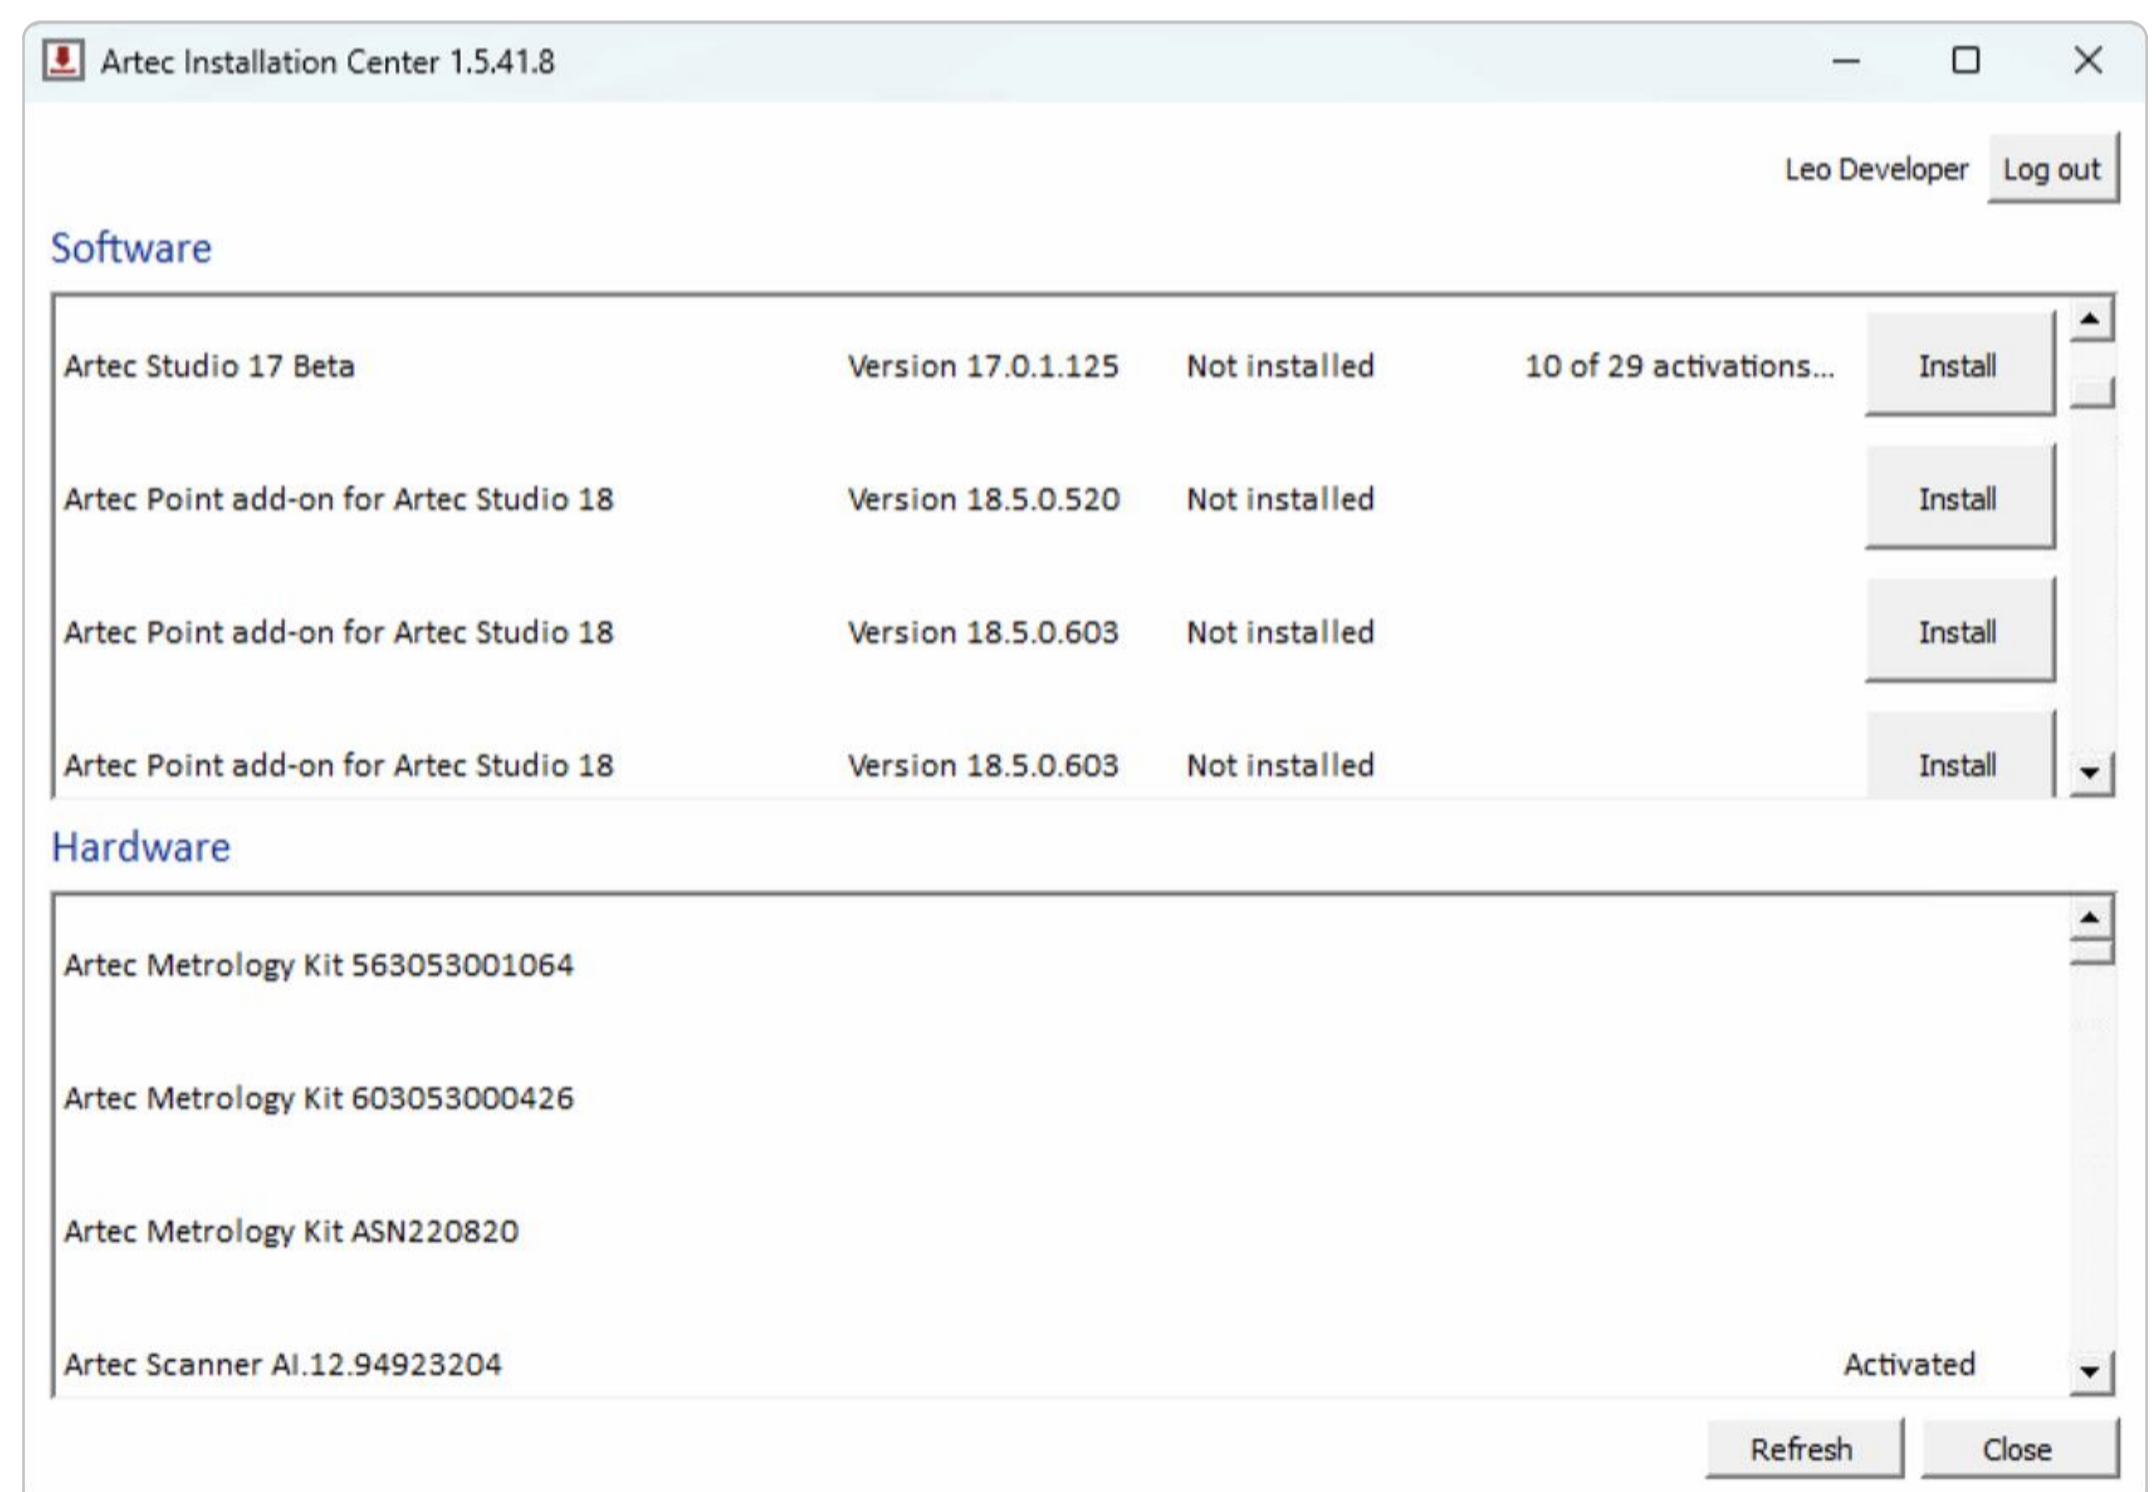 Artec Installation Center 1.5.41.8
Leo Developer Log out
Software
Artec Studio 17 Beta Version 17.0.1.125 Not installed 10 of 29 activations... Install
Artec Point add-on for Artec Studio 18 Version 18.5.0.520 Not installed Install
Artec Point add-on for Artec Studio 18 Version 18.5.0.603 Not installed Install
Artec Point add-on for Artec Studio 18 Version 18.5.0.603 Not installed Install
Hardware
Artec Metrology Kit 563053001064
Artec Metrology Kit 603053000426
Artec Metrology Kit ASN220820
Artec Scanner AI.12.94923204 Activated
Refresh Close